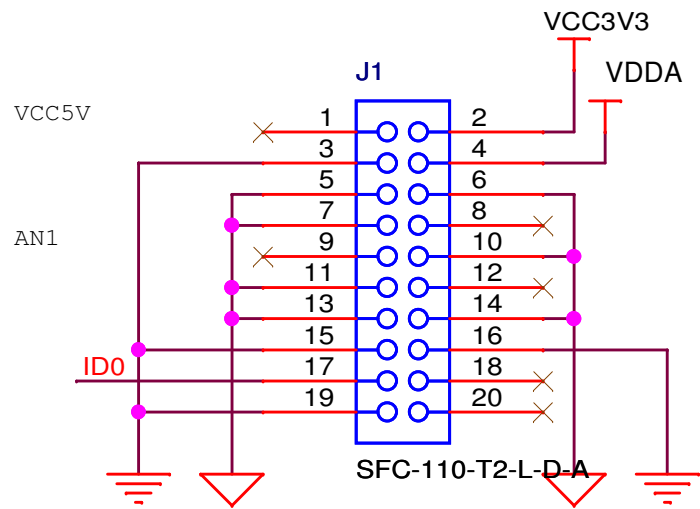 VCC3V3
J1
VDDA
VCC5V
1 2
3 4
5 6
7 8
AN1
9 10
11 12
13 14
15 16
ID0 17 18
19 20
SFC-110-T2-L-D-A